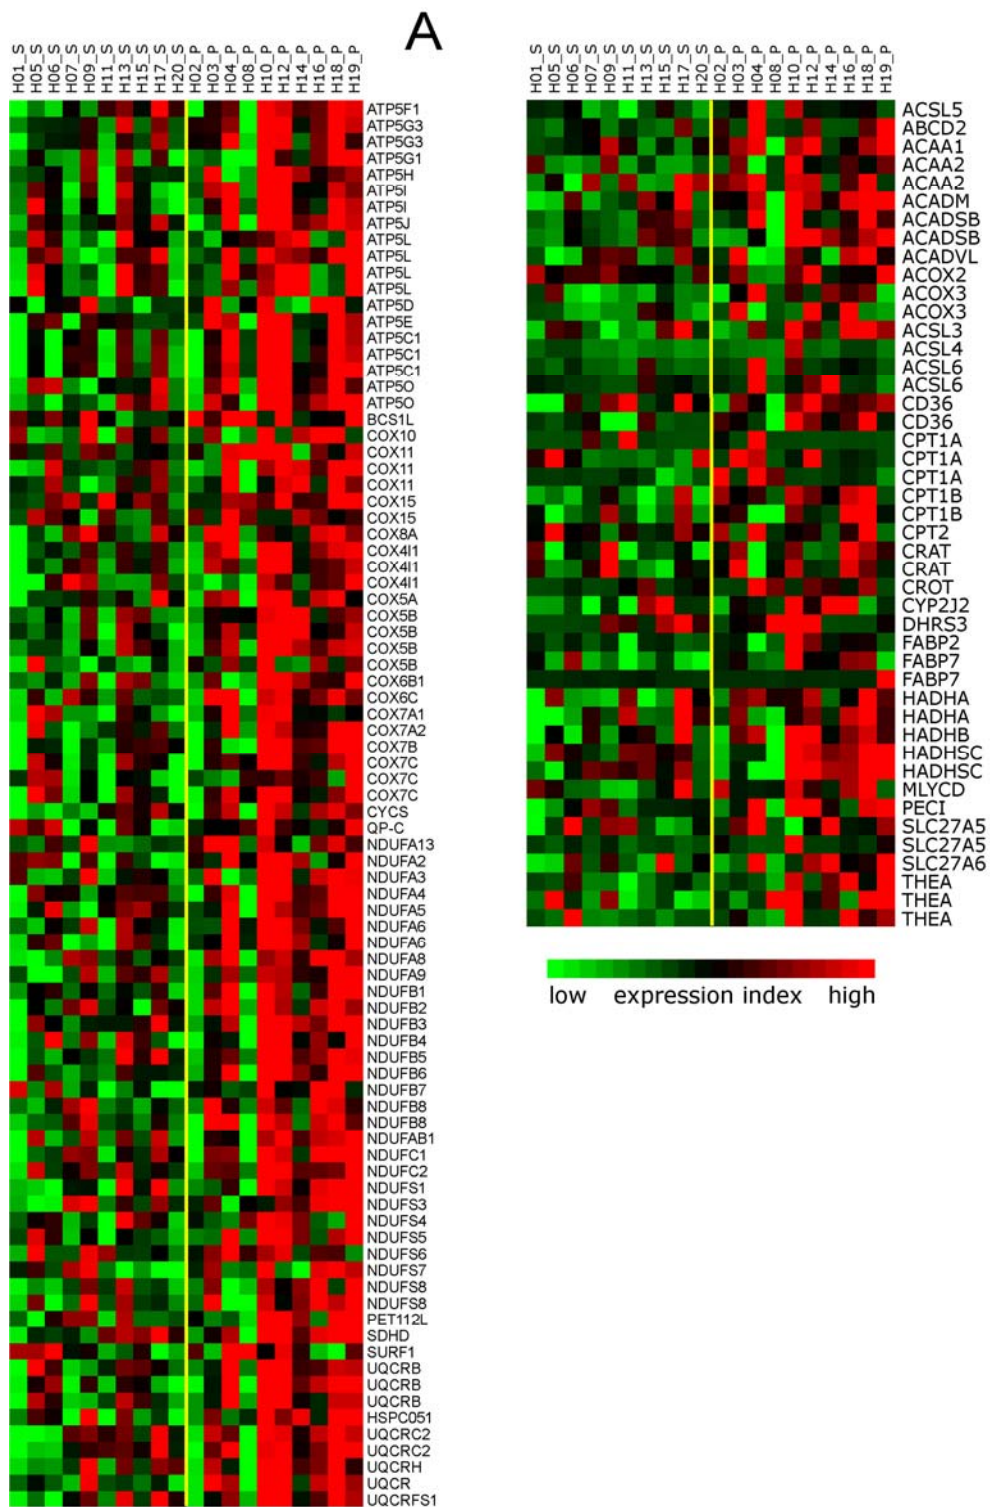 A
H01_S H05_S H06_S H07_S H09_S H11_S H13_S H15_S H17_S H20_S H02_P H03_P H04_P H08_P H10_P H12_P H14_P H16_P H18_P H19_P
ATP5F1
ATP5G3
ATP5G3
ATP5G1
ATP5H
ATP5I
ATP5I
ATP5J
ATP5L
ATP5L
ATP5L
ATP5L
ATP5D
ATP5E
ATP5C1
ATP5C1
ATP5C1
ATP5O
ATP5O
BCS1L
COX10
COX11
COX11
COX11
COX15
COX15
COX8A
COX4I1
COX4I1
COX4I1
COX5A
COX5B
COX5B
COX5B
COX5B
COX6B1
COX6C
COX7A1
COX7A2
COX7B
COX7C
COX7C
COX7C
CYCS
QP-C
NDUFA13
NDUFA2
NDUFA3
NDUFA4
NDUFA5
NDUFA6
NDUFA6
NDUFA8
NDUFA9
NDUFB1
NDUFB2
NDUFB3
NDUFB4
NDUFB5
NDUFB6
NDUFB7
NDUFB8
NDUFB8
NDUFAB1
NDUFC1
NDUFC2
NDUFS1
NDUFS3
NDUFS4
NDUFS5
NDUFS6
NDUFS7
NDUFS8
NDUFS8
PET112L
SDHD
SURF1
UQCRB
UQCRB
UQCRB
HSPC051
UQCRC2
UQCRC2
UQCRH
UQCR
UQCRFS1
H01_S H05_S H06_S H07_S H09_S H11_S H13_S H15_S H17_S H20_S H02_P H03_P H04_P H08_P H10_P H12_P H14_P H16_P H18_P H19_P
ACSL5
ABCD2
ACAA1
ACAA2
ACAA2
ACADM
ACADSB
ACADSB
ACADVL
ACOX2
ACOX3
ACOX3
ACSL3
ACSL4
ACSL6
ACSL6
CD36
CD36
CPT1A
CPT1A
CPT1A
CPT1B
CPT1B
CPT2
CRAT
CRAT
CROT
CYP2J2
DHRS3
FABP2
FABP7
FABP7
HADHA
HADHA
HADHB
HADHSC
HADHSC
MLYCD
PECI
SLC27A5
SLC27A5
SLC27A6
THEA
THEA
THEA
low expression index high